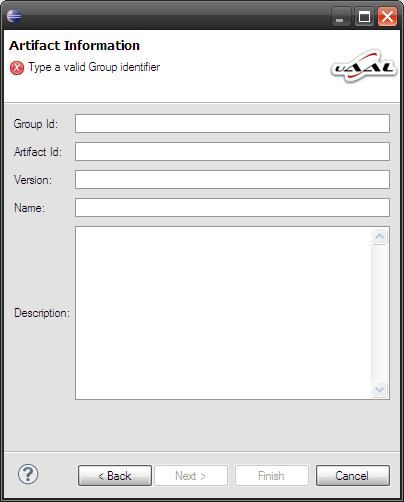 Artifact Information
Type a valid Group identifier
uAAL
Group Id:
Artifact Id:
Version:
Name:
Description:
?
< Back
Next >
Finish
Cancel